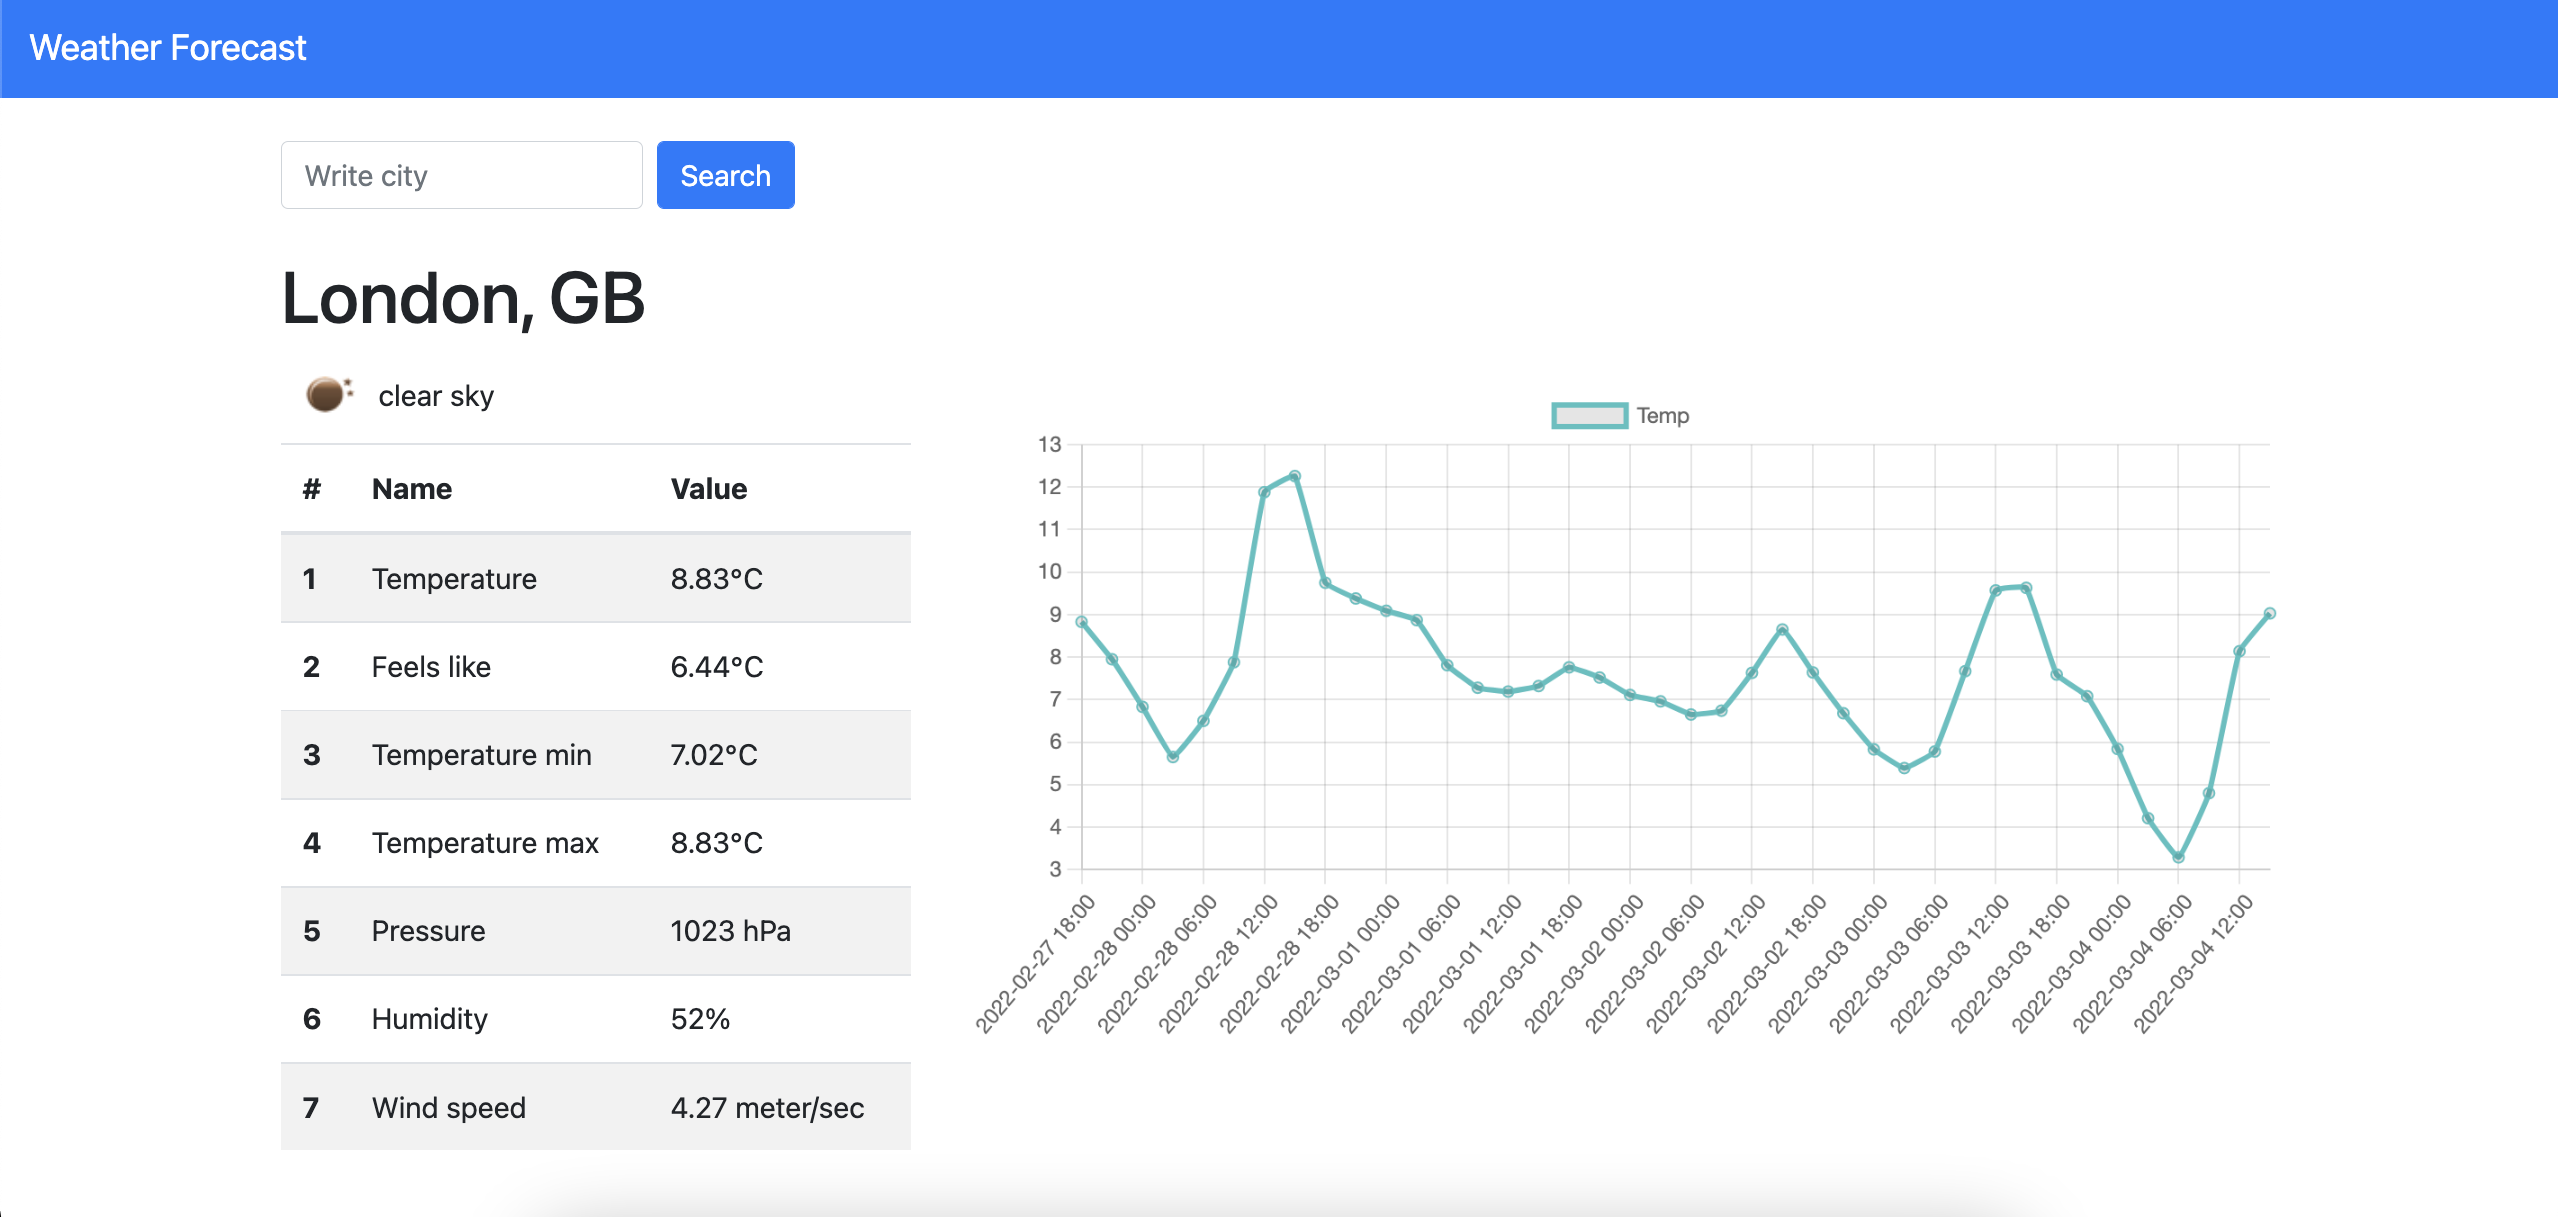 Weather Forecast
Write city
Search
London, GB
clear sky
# Name Value
1 Temperature 8.83°C
2 Feels like 6.44°C
3 Temperature min 7.02°C
4 Temperature max 8.83°C
5 Pressure 1023 hPa
6 Humidity 52%
7 Wind speed 4.27 meter/sec
Temp
13
12
11
10
9
8
7
6
5
4
3
2022-02-27 18:00
2022-02-28 00:00
2022-02-28 06:00
2022-02-28 12:00
2022-02-28 18:00
2022-03-01 00:00
2022-03-01 06:00
2022-03-01 12:00
2022-03-01 18:00
2022-03-02 00:00
2022-03-02 06:00
2022-03-02 12:00
2022-03-02 18:00
2022-03-03 00:00
2022-03-03 06:00
2022-03-03 12:00
2022-03-03 18:00
2022-03-04 00:00
2022-03-04 06:00
2022-03-04 12:00